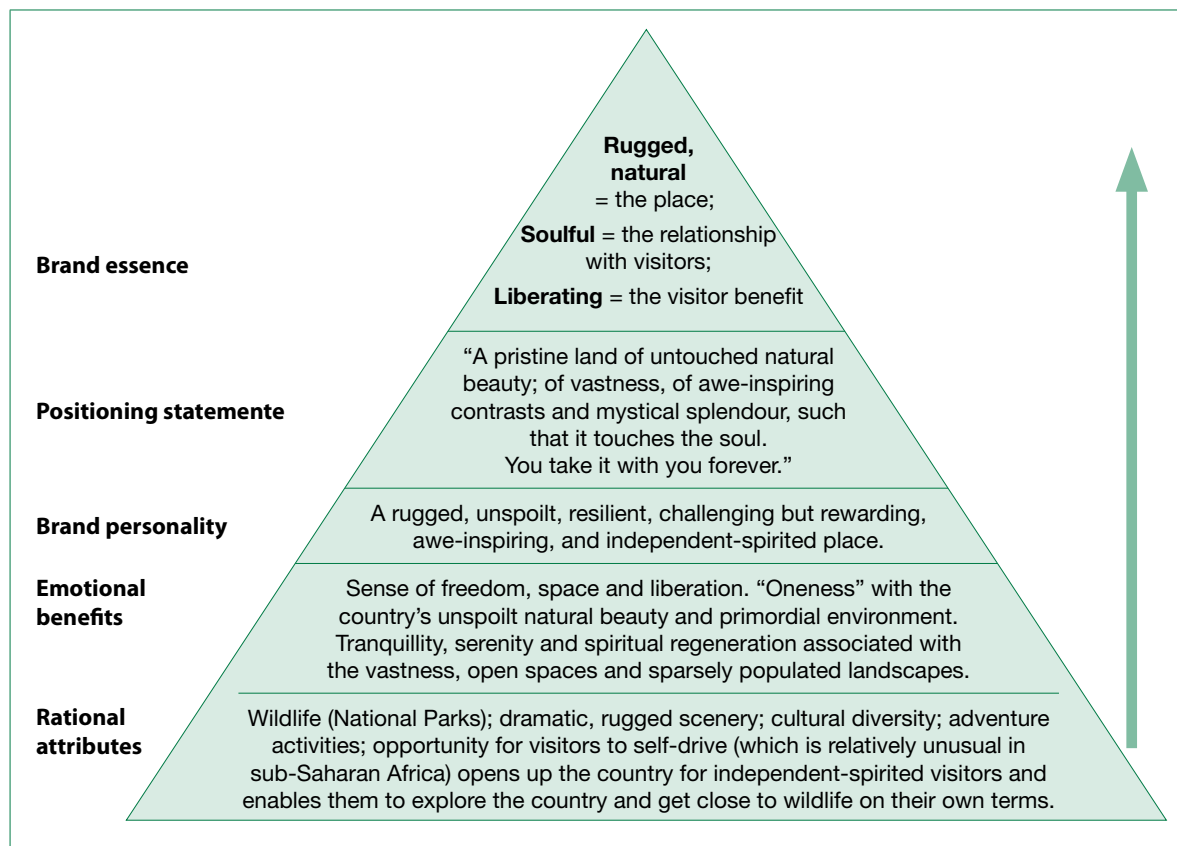 Rugged,
natural
= the place;
Soulful = the relationship
with visitors;
Liberating = the visitor benefit
Brand essence
"A pristine land of untouched natural
beauty; of vastness, of awe-inspiring
contrasts and mystical splendour, such
that it touches the soul.
You take it with you forever."
Positioning statemente
Brand personality
A rugged, unspoilt, resilient, challenging but rewarding,
awe-inspiring, and independent-spirited place.
Emotional
benefits
Sense of freedom, space and liberation. "Oneness" with the
country's unspoilt natural beauty and primordial environment.
Tranquillity, serenity and spiritual regeneration associated with
the vastness, open spaces and sparsely populated landscapes.
Rational
attributes
Wildlife (National Parks); dramatic, rugged scenery; cultural diversity; adventure
activities; opportunity for visitors to self-drive (which is relatively unusual in
sub-Saharan Africa) opens up the country for independent-spirited visitors and
enables them to explore the country and get close to wildlife on their own terms.